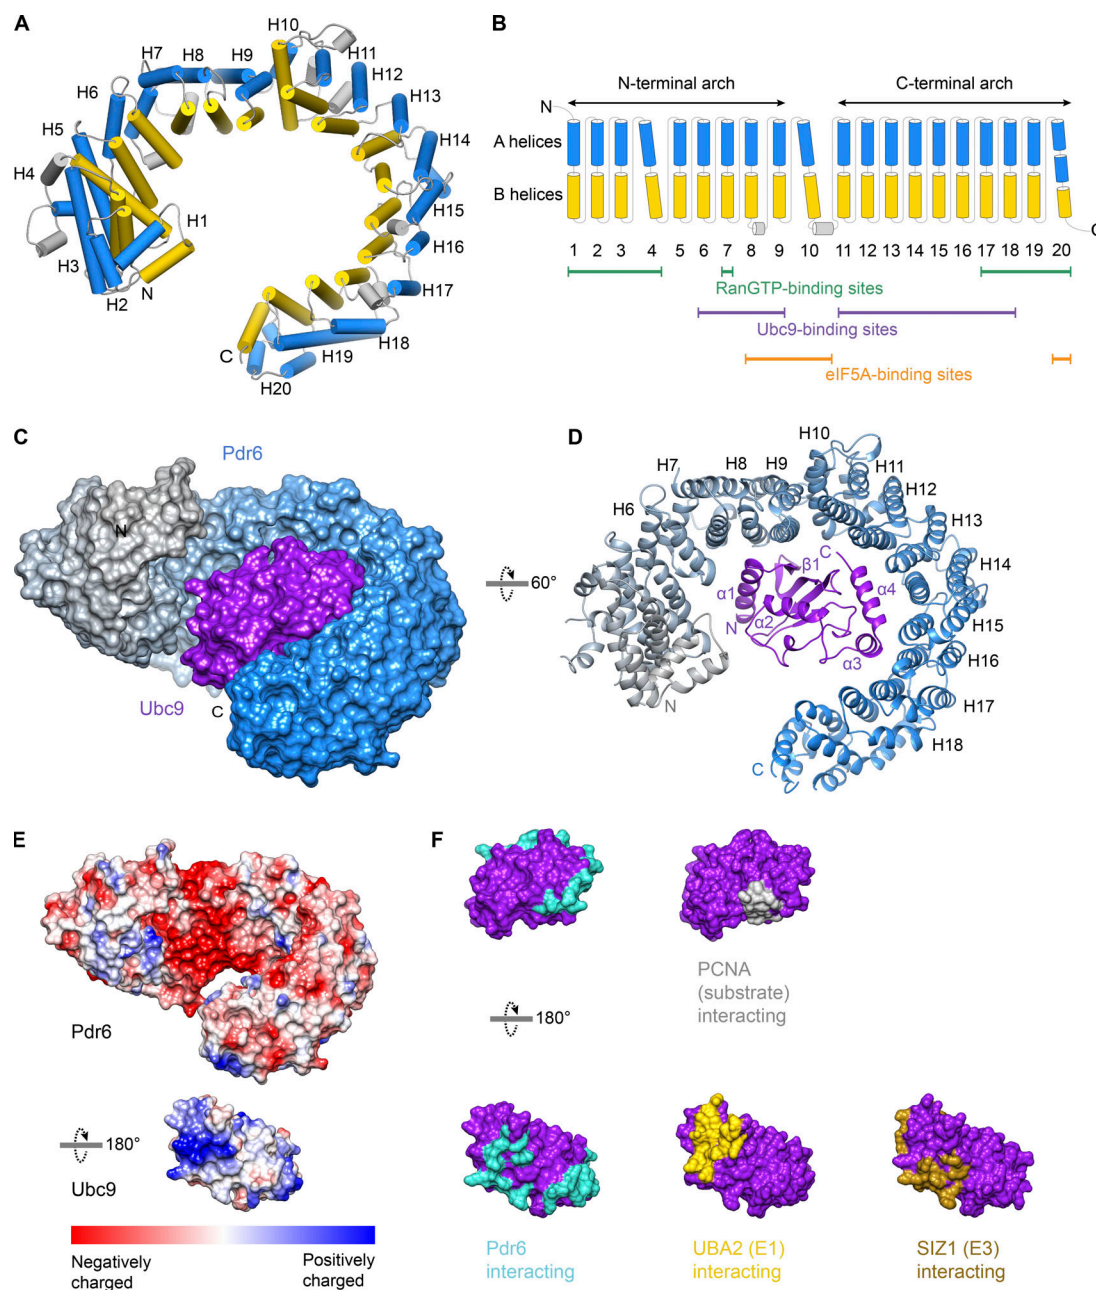 A
H10
H7
H8
H9
H11
H12
H6
H13
H5
H14
H4
H1
H15
H16
H3
N
H17
H2
H18
C
H19
H20
B
N-terminal arch
C-terminal arch
N
A helices
B helices
C
1 2 3 4 5 6 7 8 9 10 11 12 13 14 15 16 17 18 19 20
RanGTP-binding sites
Ubc9-binding sites
eIF5A-binding sites
C
Pdr6
N
Ubc9
C
60°
D
H10
H7
H8
H9
H11
H12
H6
H13
H14
β1
C
α1
α4
α2
N
H15
α3
H16
N
H17
H18
C
E
Pdr6
180°
Ubc9
Negatively
charged
Positively
charged
F
PCNA
(substrate)
interacting
180°
Pdr6
interacting
UBA2 (E1)
interacting
SIZ1 (E3)
interacting